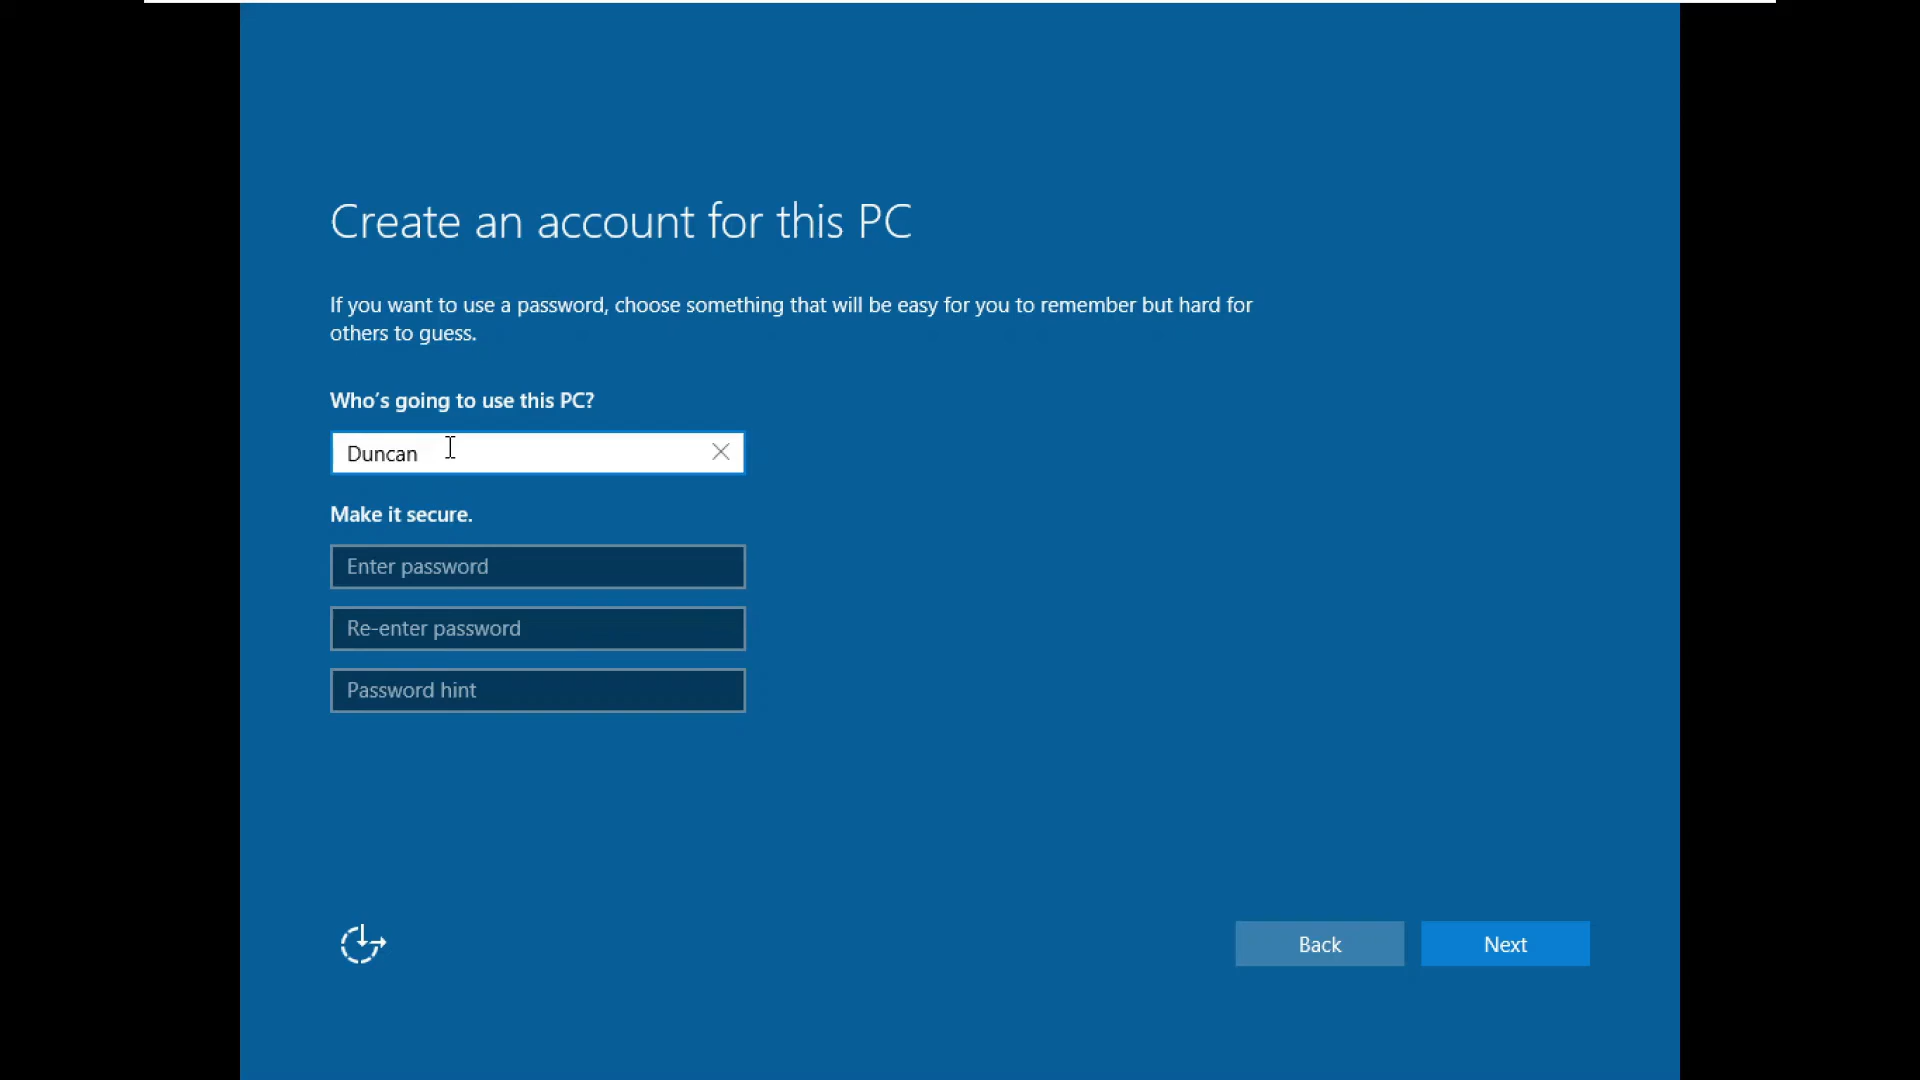 Create an account for this PC
If you want to use a password, choose something that will be easy for you to remember but hard for
others to guess.
Who's going to use this PC?
Duncan
Make it secure.
Enter password
Re-enter password
Password hint
Back
Next